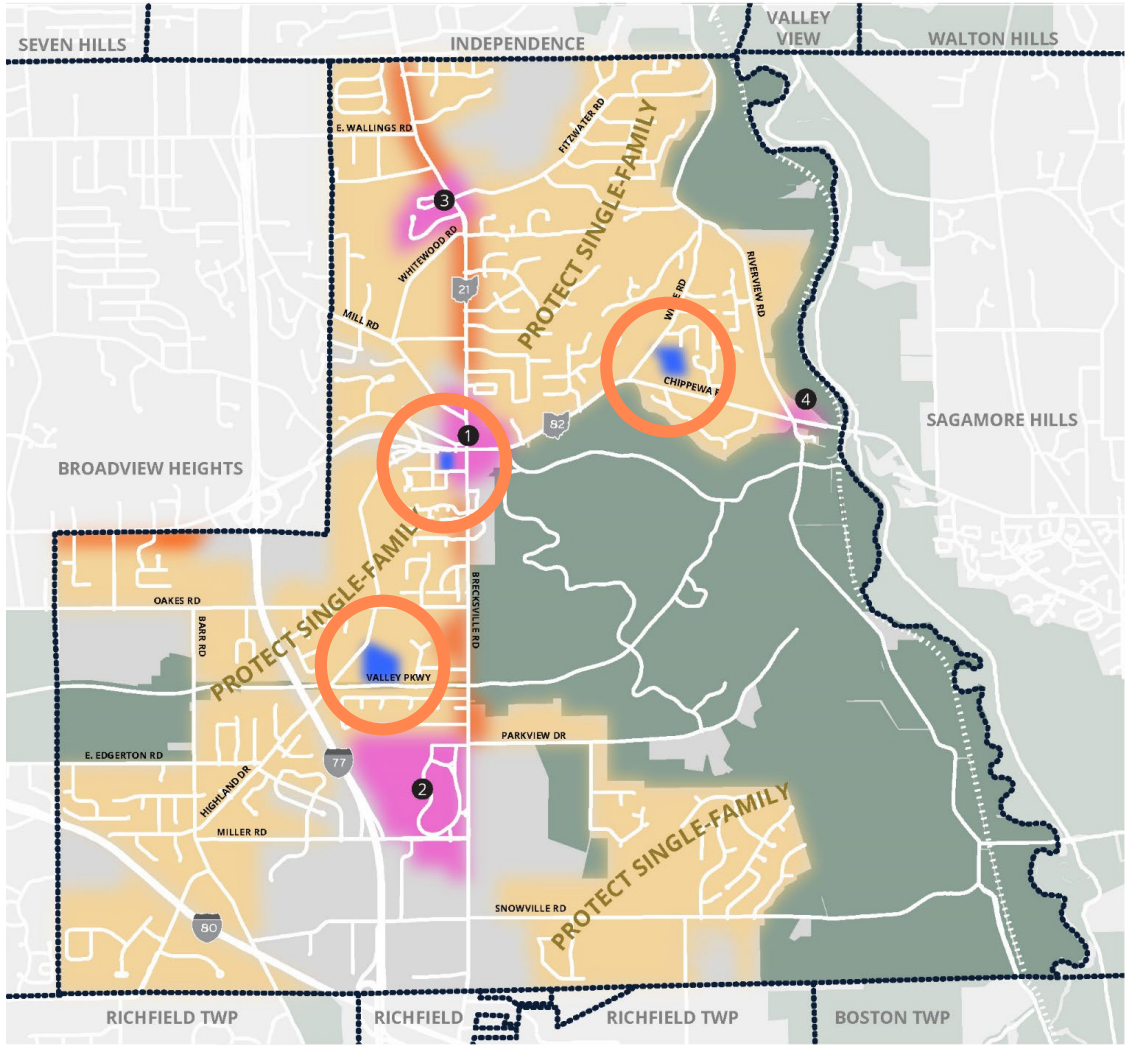 SEVEN HILLS
INDEPENDENCE
VALLEY
VIEW
WALTON HILLS
E. WALLINGS RD
FITZWATER RD
PROTECT SINGLE-FAMILY
3
WHITEWOOD RD
21
RIVERVIEW RD
MILL RD
CHIPPEWA
4
1
82
SAGAMORE HILLS
BROADVIEW HEIGHTS
PROTECT SINGLE-FAMILY
BRECKSVILLE RD
OAKES RD
BARR RD
VALLEY PKWY
PARKVIEW DR
E. EDGERTON RD
77
2
HIGHLAND DR
MILLER RD
PROTECT SINGLE-FAMILY
SNOWVILLE RD
80
RICHFIELD TWP
RICHFIELD
RICHFIELD TWP
BOSTON TWP